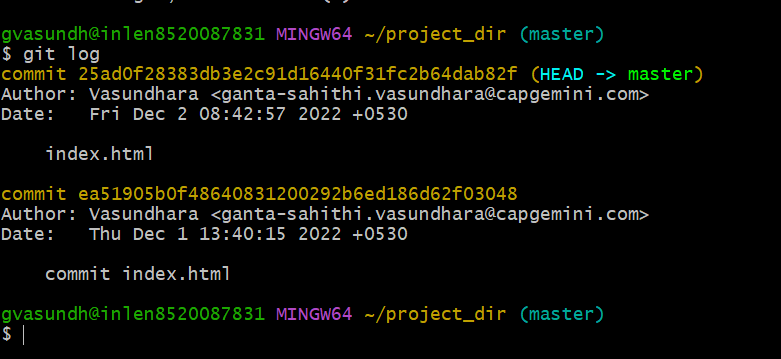 gvasundh@inlen8520087831 MINGW64 ~/project_dir (master)
$ git log
commit 25ad0f28383db3e2c91d16440f31fc2b64dab82f (HEAD -> master)
Author: Vasundhara <ganta-sahithi.vasundhara@capgemini.com>
Date:   Fri Dec 2 08:42:57 2022 +0530
    index.html
commit ea51905b0f48640831200292b6ed186d62f03048
Author: Vasundhara <ganta-sahithi.vasundhara@capgemini.com>
Date:   Thu Dec 1 13:40:15 2022 +0530
    commit index.html
gvasundh@inlen8520087831 MINGW64 ~/project_dir (master)
$